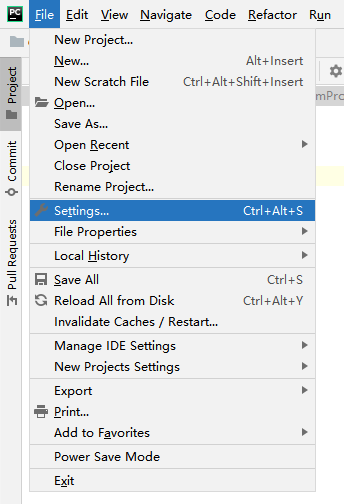 PC File Edit View Navigate Code Refactor Run
New Project...
New... Alt+Insert
New Scratch File Ctrl+Alt+Shift+Insert
Open...
Save As...
Open Recent
Close Project
Rename Project...
Settings... Ctrl+Alt+S
File Properties
Local History
Save All Ctrl+S
Reload All from Disk Ctrl+Alt+Y
Invalidate Caches / Restart...
Manage IDE Settings
New Projects Settings
Export
Print...
Add to Favorites
Power Save Mode
Exit
Project
Commit
Pull Requests